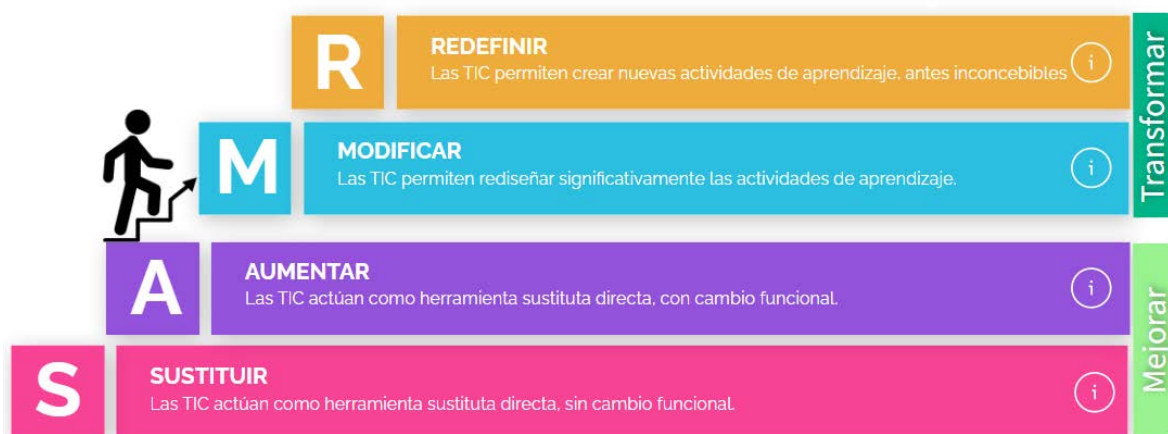 R
REDEFINIR
Las TIC permiten crear nuevas actividades de aprendizaje, antes inconcebibles
i
Transformar
M
MODIFICAR
Las TIC permiten rediseñar significativamente las actividades de aprendizaje.
i
A
AUMENTAR
Las TIC actúan como herramienta sustituta directa, con cambio funcional.
i
Mejorar
S
SUSTITUIR
Las TIC actúan como herramienta sustituta directa, sin cambio funcional.
i